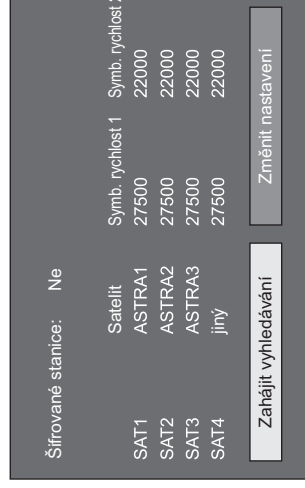 Šifrované stanice: Ne
Satelit Symb. rychlost 1 Symb. rychlost 2
SAT1 ASTRA1 27500 22000
SAT2 ASTRA2 27500 22000
SAT3 ASTRA3 27500 22000
SAT4 jiný 27500 22000
Zahájit vyhledávání Změnit nastavení